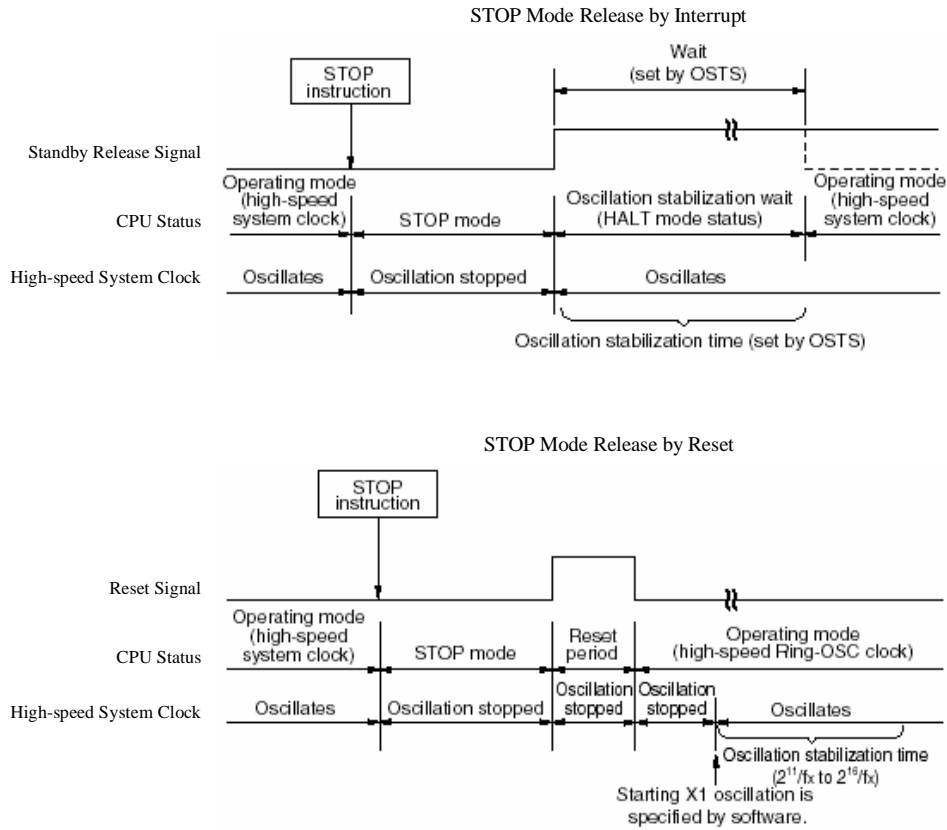 STOP Mode Release by Interrupt
Wait
(set by OSTS)
STOP
instruction
Standby Release Signal
Operating mode
(high-speed
system clock)
Oscillation stabilization wait
(HALT mode status)
Operating mode
(high-speed
system clock)
CPU Status
STOP mode
High-speed System Clock
Oscillates
Oscillation stopped
Oscillates
Oscillation stabilization time (set by OSTS)
STOP Mode Release by Reset
STOP
instruction
Reset Signal
Operating mode
(high-speed
system clock)
Reset
period
Operating mode
(high-speed Ring-OSC clock)
CPU Status
STOP mode
High-speed System Clock
Oscillates
Oscillation stopped
Oscillation
stopped
Oscillation
stopped
Oscillates
Oscillation stabilization time
(2¹¹/fx to 2¹⁶/fx)
Starting X1 oscillation is
specified by software.